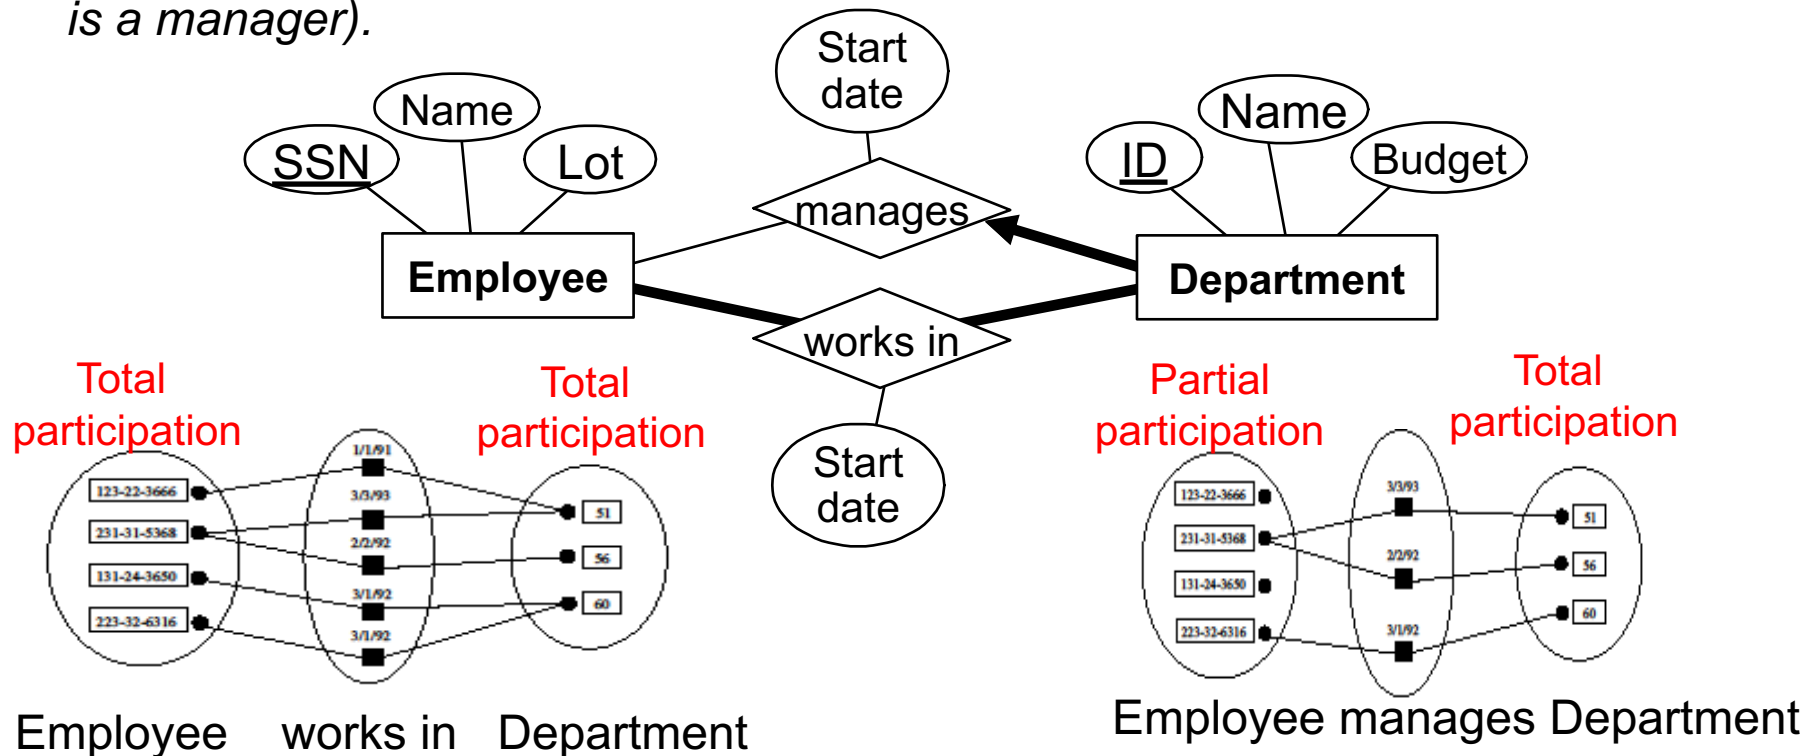 is a manager).
Start
date
Name
SSN
Lot
manages
Name
ID
Budget
Employee
Department
works in
Start
date
Total
participation
Total
participation
1/1/91
123-22-3666
3/3/93
51
231-31-5368
2/2/92
56
131-24-3650
3/1/92
60
223-32-6316
3/1/92
Employee works in Department
Partial
participation
Total
participation
123-22-3666
3/3/93
51
231-31-5368
2/2/92
56
131-24-3650
60
223-32-6316
3/1/92
Employee manages Department